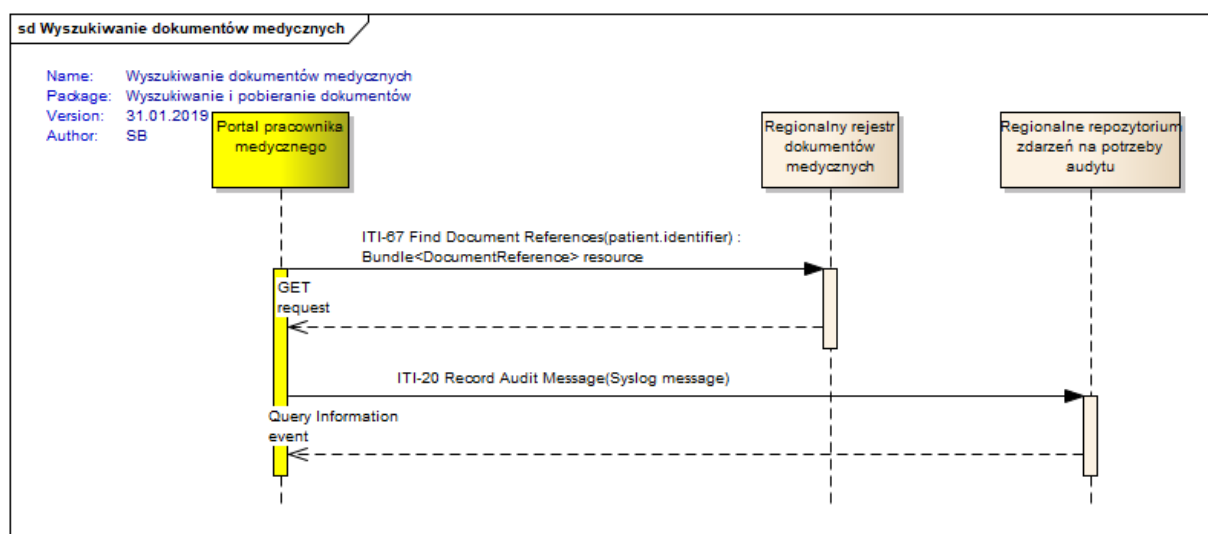 sd Wyszukiwanie dokumentów medycznych
Name: Wyszukiwanie dokumentów medycznych
Package: Wyszukiwanie i pobieranie dokumentów
Version: 31.01.2019
Author: SB
Portal pracownika
medycznego
Regionalny rejestr
dokumentów
medycznych
Regionalne repozytorium
zdarzeń na potrzeby
audytu
ITI-67 Find Document References(patient.identifier) :
Bundle<DocumentReference> resource
GET
request
ITI-20 Record Audit Message(Syslog message)
Query Information
event